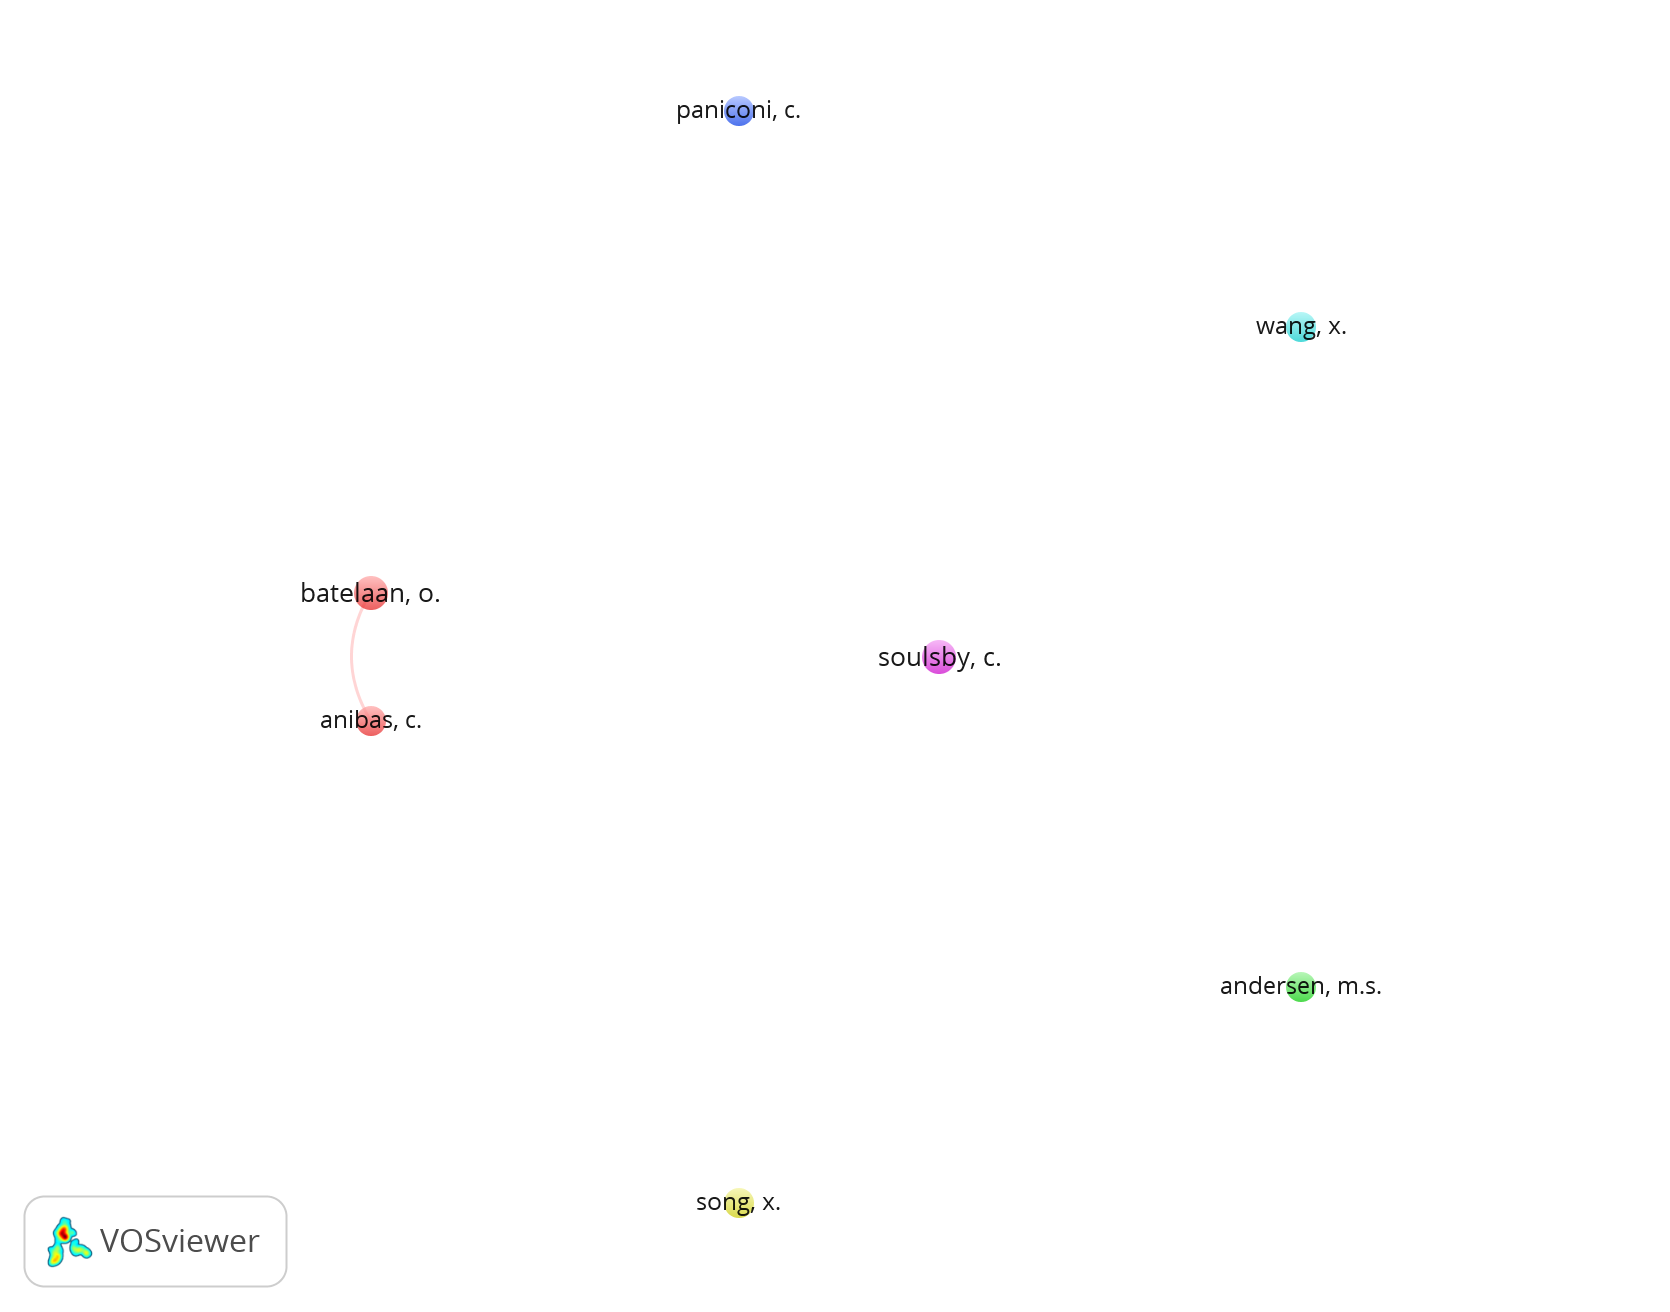 paniconi, c.
wang, x.
batelaan, o.
soulsby, c.
anibas, c.
andersen, m.s.
song, x.
VOSviewer